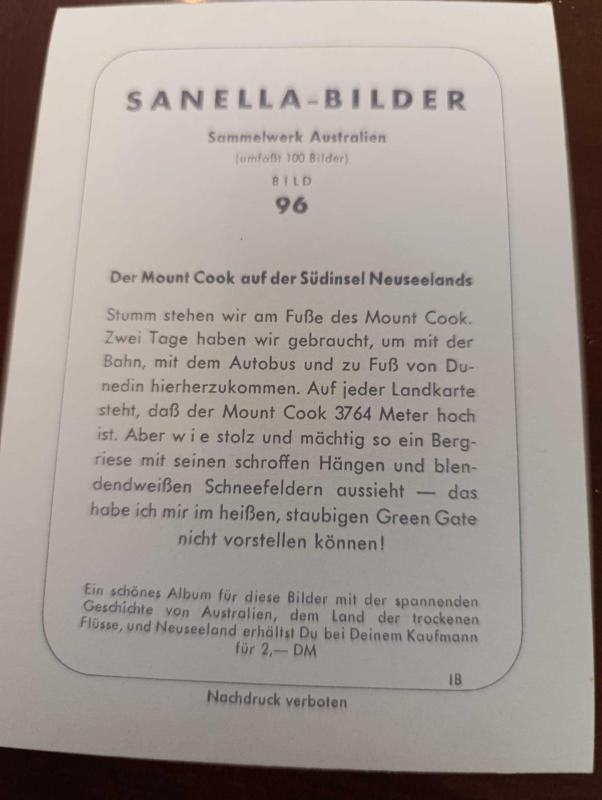 SANELLA-BILDER
Sammelwerk Australien
(umfaßt 100 Bilder)
BILD
96
Der Mount Cook auf der Südinsel Neuseelands
Stumm stehen wir am Fuße des Mount Cook.
Zwei Tage haben wir gebraucht, um mit der
Bahn, mit dem Autobus und zu Fuß von Du-
nedin hierherzukommen. Auf jeder Landkarte
steht, daß der Mount Cook 3764 Meter hoch
ist. Aber w i e stolz und mächtig so ein Berg-
riese mit seinen schroffen Hängen und blen-
dendweißen Schneefeldern aussieht — das
habe ich mir im heißen, staubigen Green Gate
nicht vorstellen können!
Ein schönes Album für diese Bilder mit der spannenden
Geschichte von Australien, dem Land der trockenen
Flüsse, und Neuseeland erhältst Du bei Deinem Kaufmann
für 2,— DM
IB
Nachdruck verboten